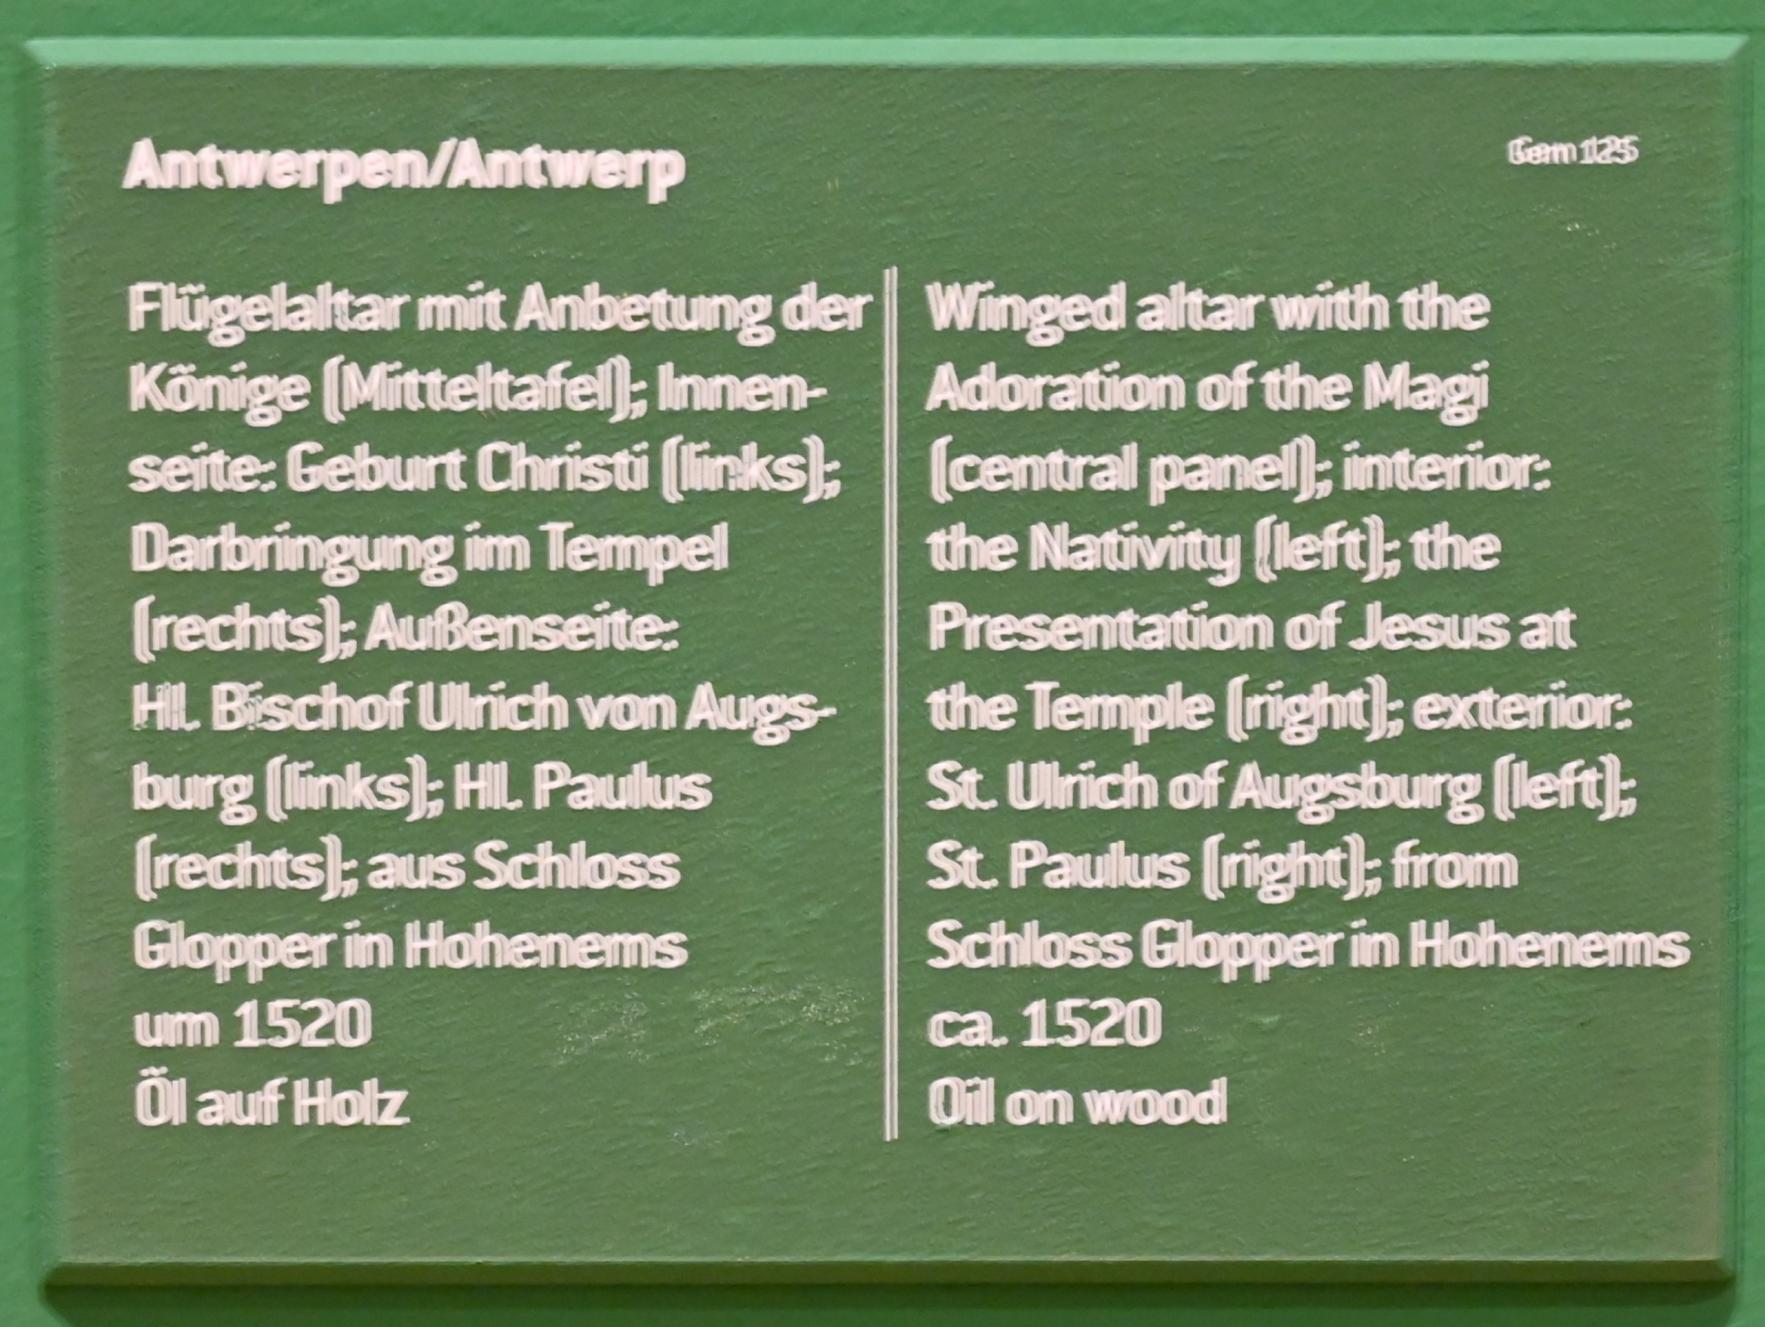 Antwerpen/Antwerp
Gem 125
Flügelaltar mit Anbetung der
Könige (Mitteltafel); Innen-
seite: Geburt Christi (links);
Darbringung im Tempel
(rechts); Außenseite:
Hl. Bischof Ulrich von Augs-
burg (links); Hl. Paulus
(rechts); aus Schloss
Glopper in Hohenems
um 1520
Öl auf Holz
Winged altar with the
Adoration of the Magi
(central panel); interior:
the Nativity (left); the
Presentation of Jesus at
the Temple (right); exterior:
St. Ulrich of Augsburg (left);
St. Paulus (right); from
Schloss Glopper in Hohenems
ca. 1520
Oil on wood